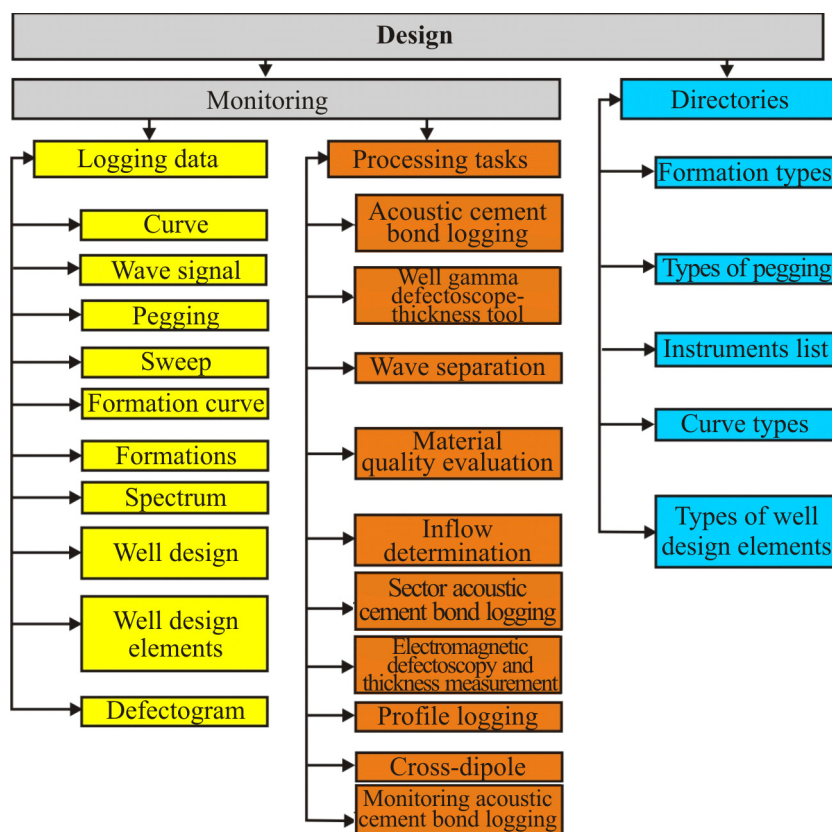 Design
Monitoring
Directories
Logging data
Processing tasks
Curve
Wave signal
Pegging
Sweep
Formation curve
Formations
Spectrum
Well design
Well design
elements
Defectogram
Acoustic cement
bond logging
Well gamma
defectoscope-
thickness tool
Wave separation
Material
quality evaluation
Inflow
determination
Sector acoustic
cement bond logging
Electromagnetic
defectoscopy and
thickness measurement
Profile logging
Cross-dipole
Monitoring acoustic
cement bond logging
Formation types
Types of pegging
Instruments list
Curve types
Types of well
design elements